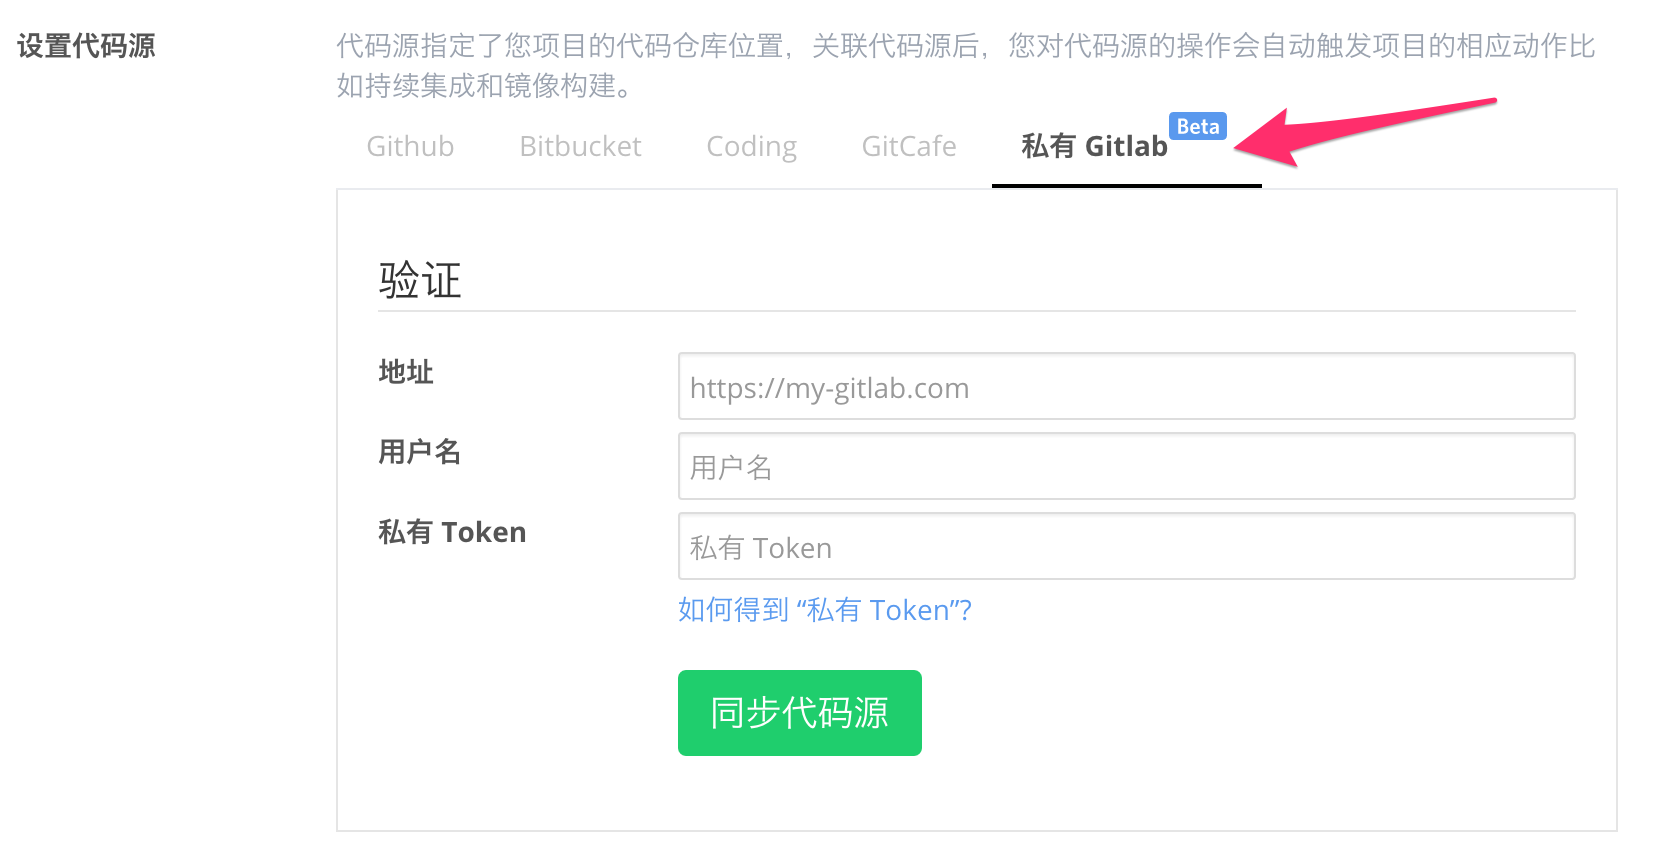 设置代码源
代码源指定了您项目的代码仓库位置，关联代码源后，您对代码源的操作会自动触发项目的相应动作比
如持续集成和镜像构建。
Github Bitbucket Coding GitCafe 私有 Gitlab Beta
验证
地址
https://my-gitlab.com
用户名
用户名
私有 Token
私有 Token
如何得到 “私有 Token”?
同步代码源